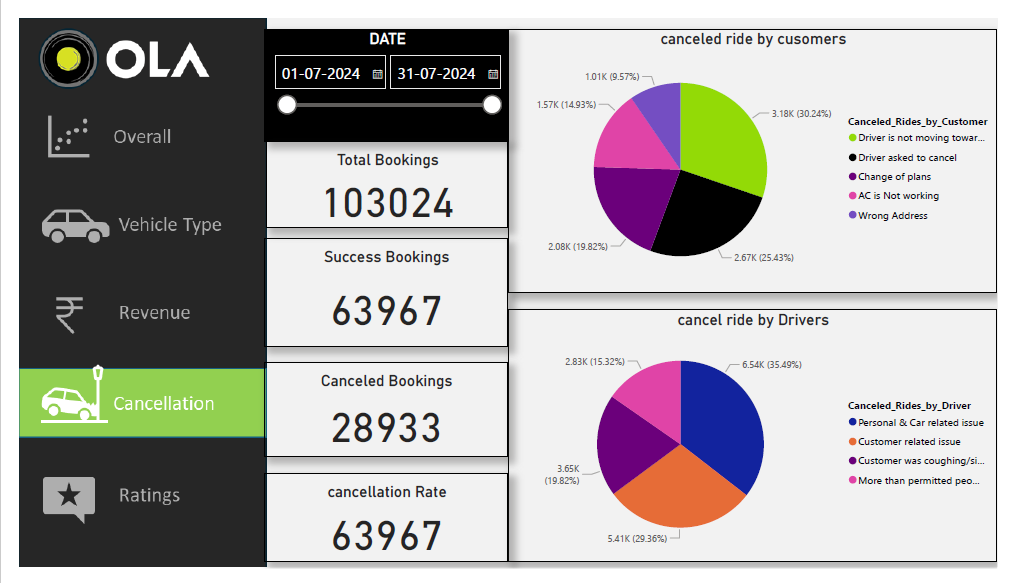 OLA
Overall
Vehicle Type
Revenue
Cancellation
Ratings
DATE
01-07-2024 31-07-2024
Total Bookings
103024
Success Bookings
63967
Canceled Bookings
28933
cancellation Rate
63967
canceled ride by cusomers
1.01K (9.57%)
1.57K (14.93%)
3.18K (30.24%)
2.08K (19.82%)
2.67K (25.43%)
Canceled_Rides_by_Customer
Driver is not moving towar...
Driver asked to cancel
Change of plans
AC is Not working
Wrong Address
cancel ride by Drivers
2.83K (15.32%)
6.54K (35.49%)
3.65K
(19.82%)
5.41K (29.36%)
Canceled_Rides_by_Driver
Personal & Car related issue
Customer related issue
Customer was coughing/si...
More than permitted peo...